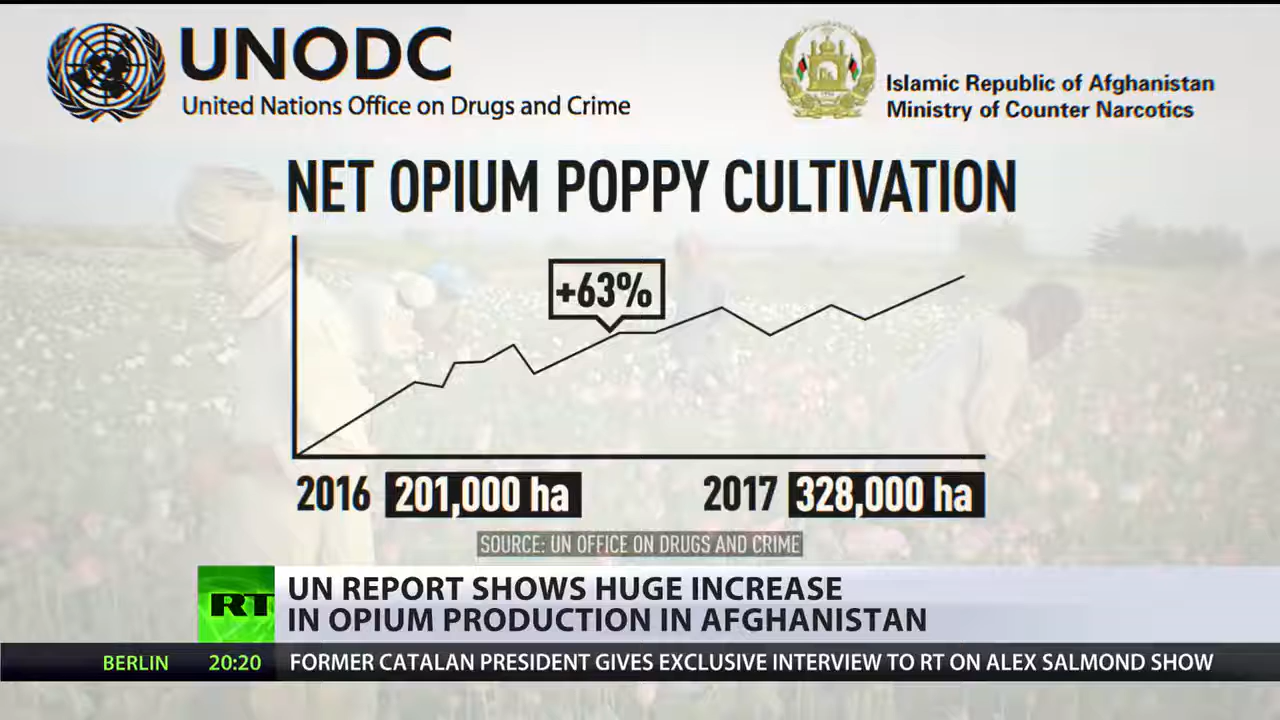 UNODC
United Nations Office on Drugs and Crime
Islamic Republic of Afghanistan
Ministry of Counter Narcotics
NET OPIUM POPPY CULTIVATION
+63%
2016 201,000 ha
2017 328,000 ha
SOURCE: UN OFFICE ON DRUGS AND CRIME
RT
UN REPORT SHOWS HUGE INCREASE
IN OPIUM PRODUCTION IN AFGHANISTAN
BERLIN 20:20 FORMER CATALAN PRESIDENT GIVES EXCLUSIVE INTERVIEW TO RT ON ALEX SALMOND SHOW